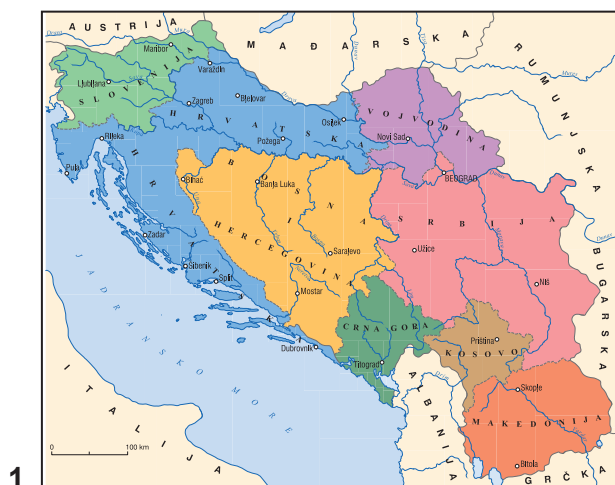 AUSTRIJA
MAĐARSKA
RUMUNJSKA
Maribor
Varaždin
Ljubljana
SLOVENIJA
Zagreb
Bjelovar
VOJVODINA
HRVATSKA
Osijek
Rijeka
Požega
Novi Sad
Pula
HRVATSKA
BOSNA
I
HERCEGOVINA
Bihać
Banja Luka
BEOGRAD
SRBIJA
Zadar
Sarajevo
Užice
Šibenik
Split
Mostar
Niš
BUGARSKA
JADRANSKO MORE
CRNA GORA
Priština
KOSOVO
Dubrovnik
Titograd
ITALIJA
ALBANIJA
Skoplje
MAKEDONIJA
0 100 km
Bitola
GRČKA
1